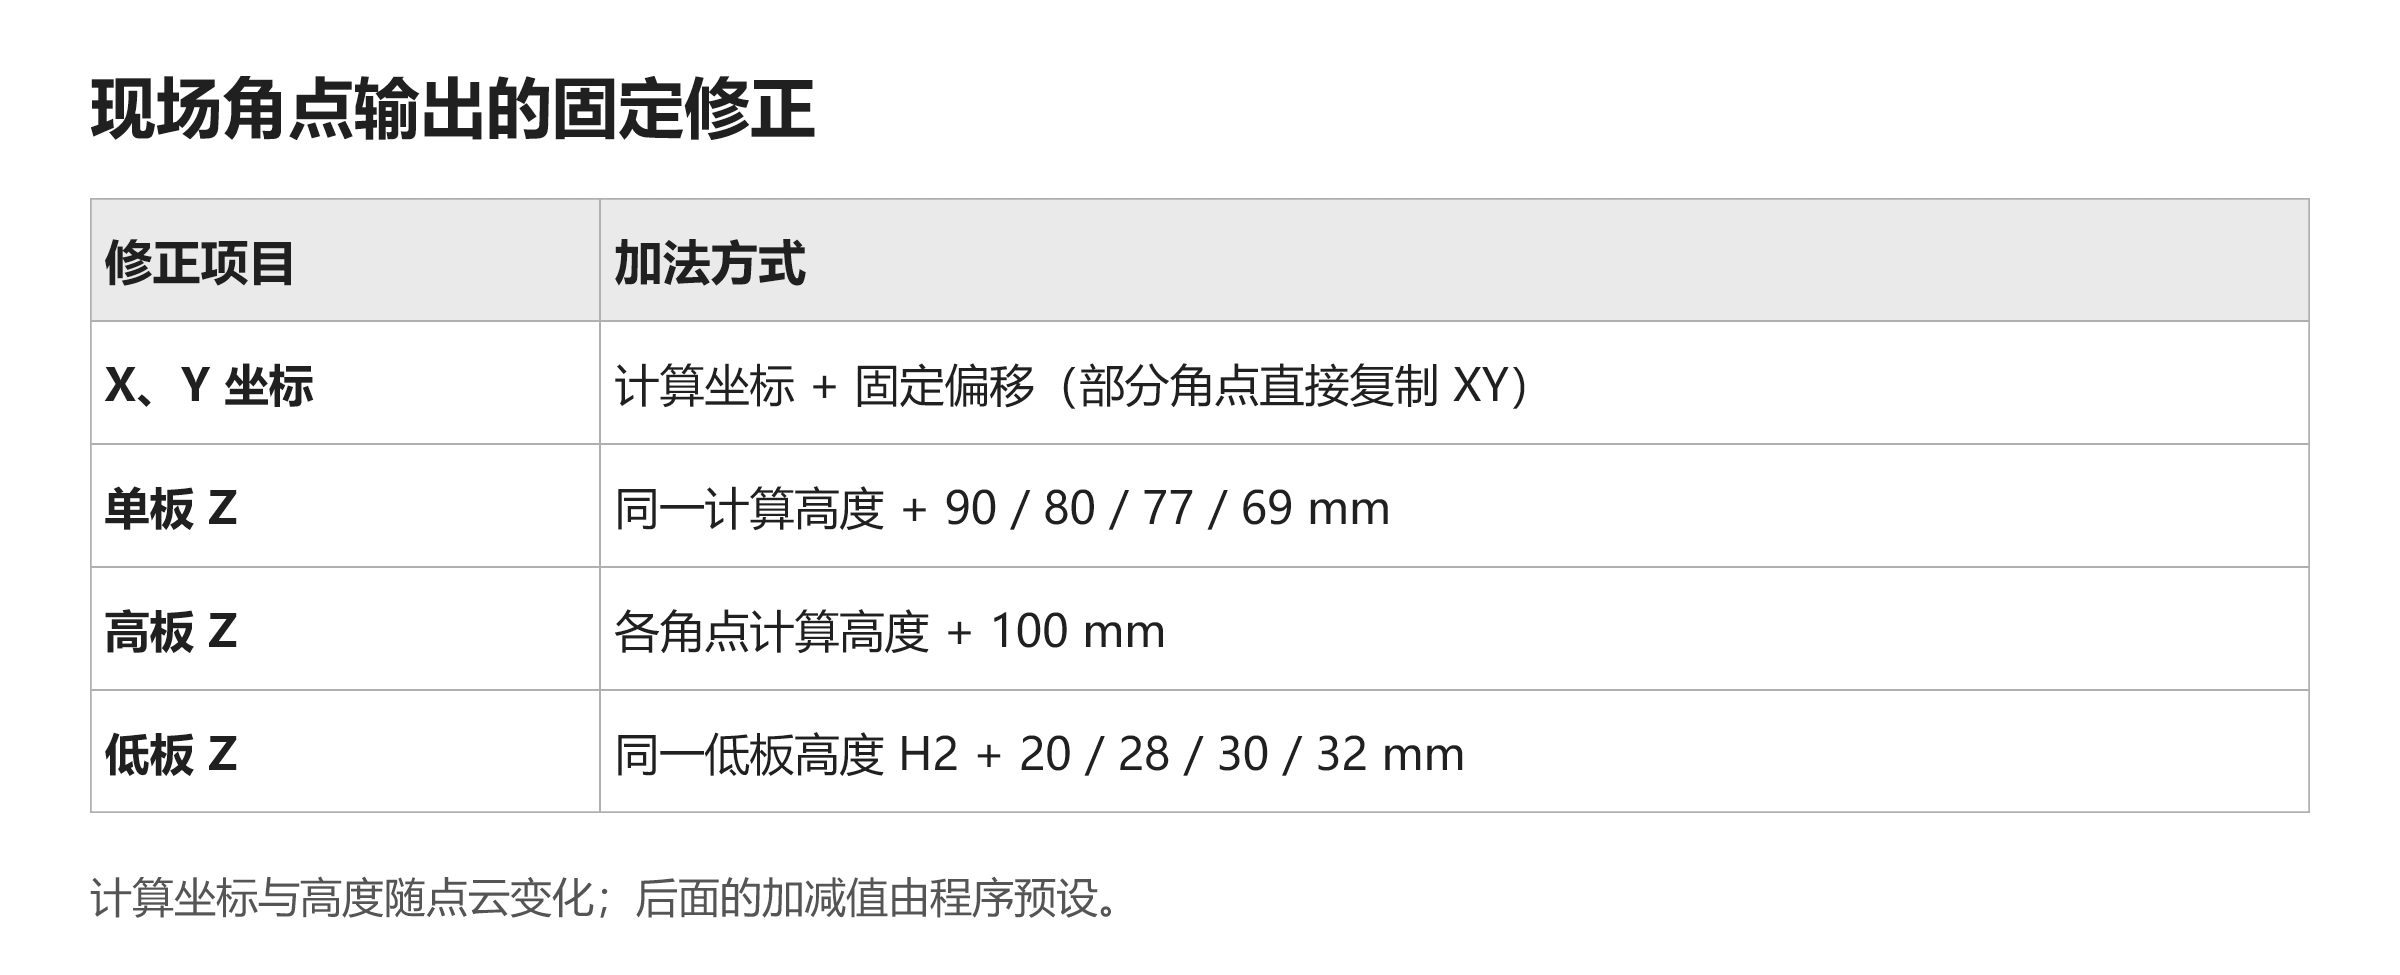 现场角点输出的固定修正
修正项目 加法方式
X、Y 坐标 计算坐标 + 固定偏移（部分角点直接复制 XY）
单板 Z 同一计算高度 + 90 / 80 / 77 / 69 mm
高板 Z 各角点计算高度 + 100 mm
低板 Z 同一低板高度 H2 + 20 / 28 / 30 / 32 mm
计算坐标与高度随点云变化；后面的加减值由程序预设。